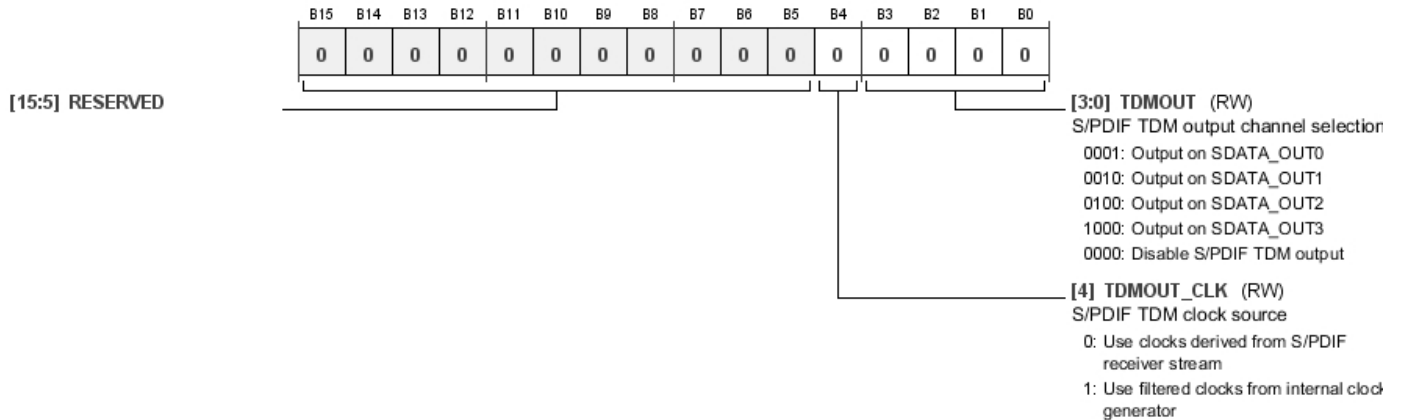 B15 B14 B13 B12 B11 B10 B9 B8 B7 B6 B5 B4 B3 B2 B1 B0
0 0 0 0 0 0 0 0 0 0 0 0 0 0 0 0
[15:5] RESERVED
[3:0] TDMOUT (RW)
S/PDIF TDM output channel selection
0001: Output on SDATA_OUT0
0010: Output on SDATA_OUT1
0100: Output on SDATA_OUT2
1000: Output on SDATA_OUT3
0000: Disable S/PDIF TDM output
[4] TDMOUT_CLK (RW)
S/PDIF TDM clock source
0: Use clocks derived from S/PDIF
receiver stream
1: Use filtered clocks from internal clock
generator